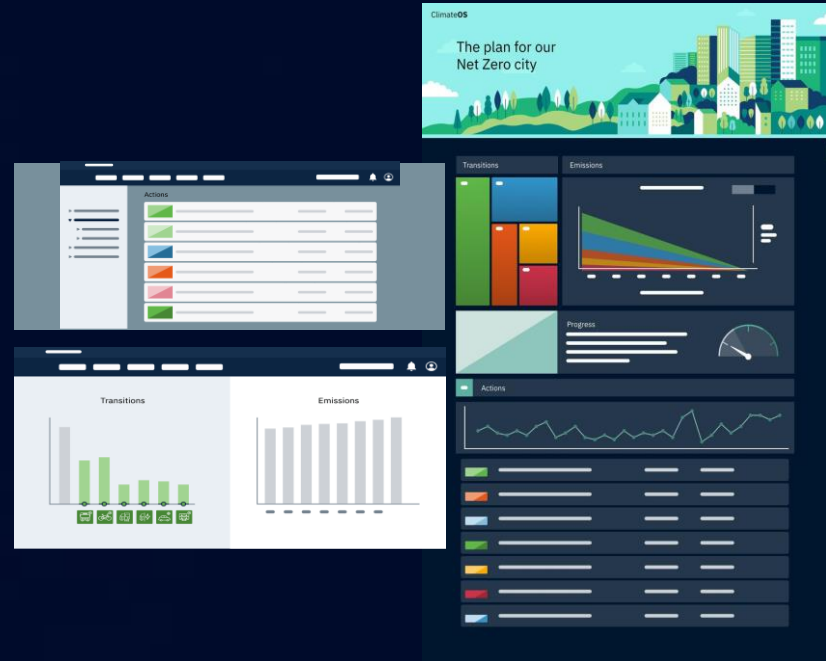 ClimateOS
The plan for our
Net Zero city
Transitions
Emissions
Progress
Actions
Actions
Transitions
Emissions